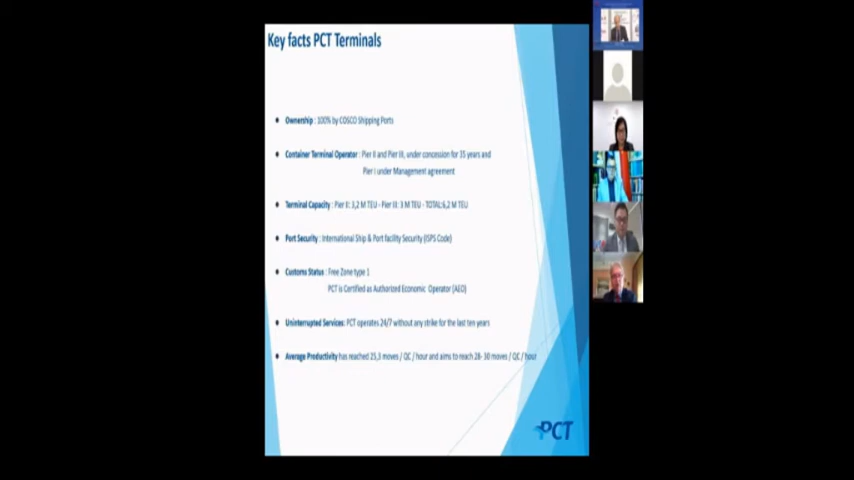 Key facts PCT Terminals
Ownership : 100% by COSCO Shipping Ports
Container Terminal Operator : Pier II and Pier III, under concession for 35 years and
Pier I under Management agreement
Terminal Capacity : Pier II: 3,2 M TEU - Pier III: 3 M TEU - TOTAL:6,2 M TEU
Port Security : International Ship & Port facility Security (ISPS Code)
Customs Status : Free Zone type 1
PCT is Certified as Authorized Economic Operator (AEO)
Uninterrupted Services: PCT operates 24/7 without any strike for the last ten years
Average Productivity has reached 25,3 moves / QC / hour and aims to reach 28- 30 moves / QC / hour
PCT